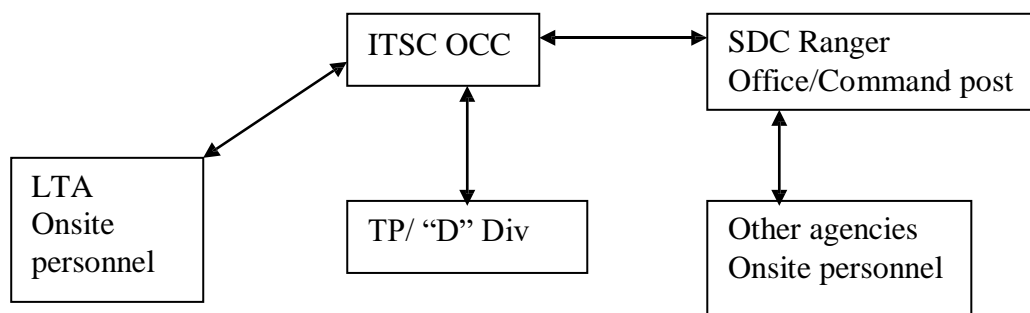 ITSC OCC
SDC Ranger
Office/Command post
LTA
Onsite
personnel
TP/ “D” Div
Other agencies
Onsite personnel